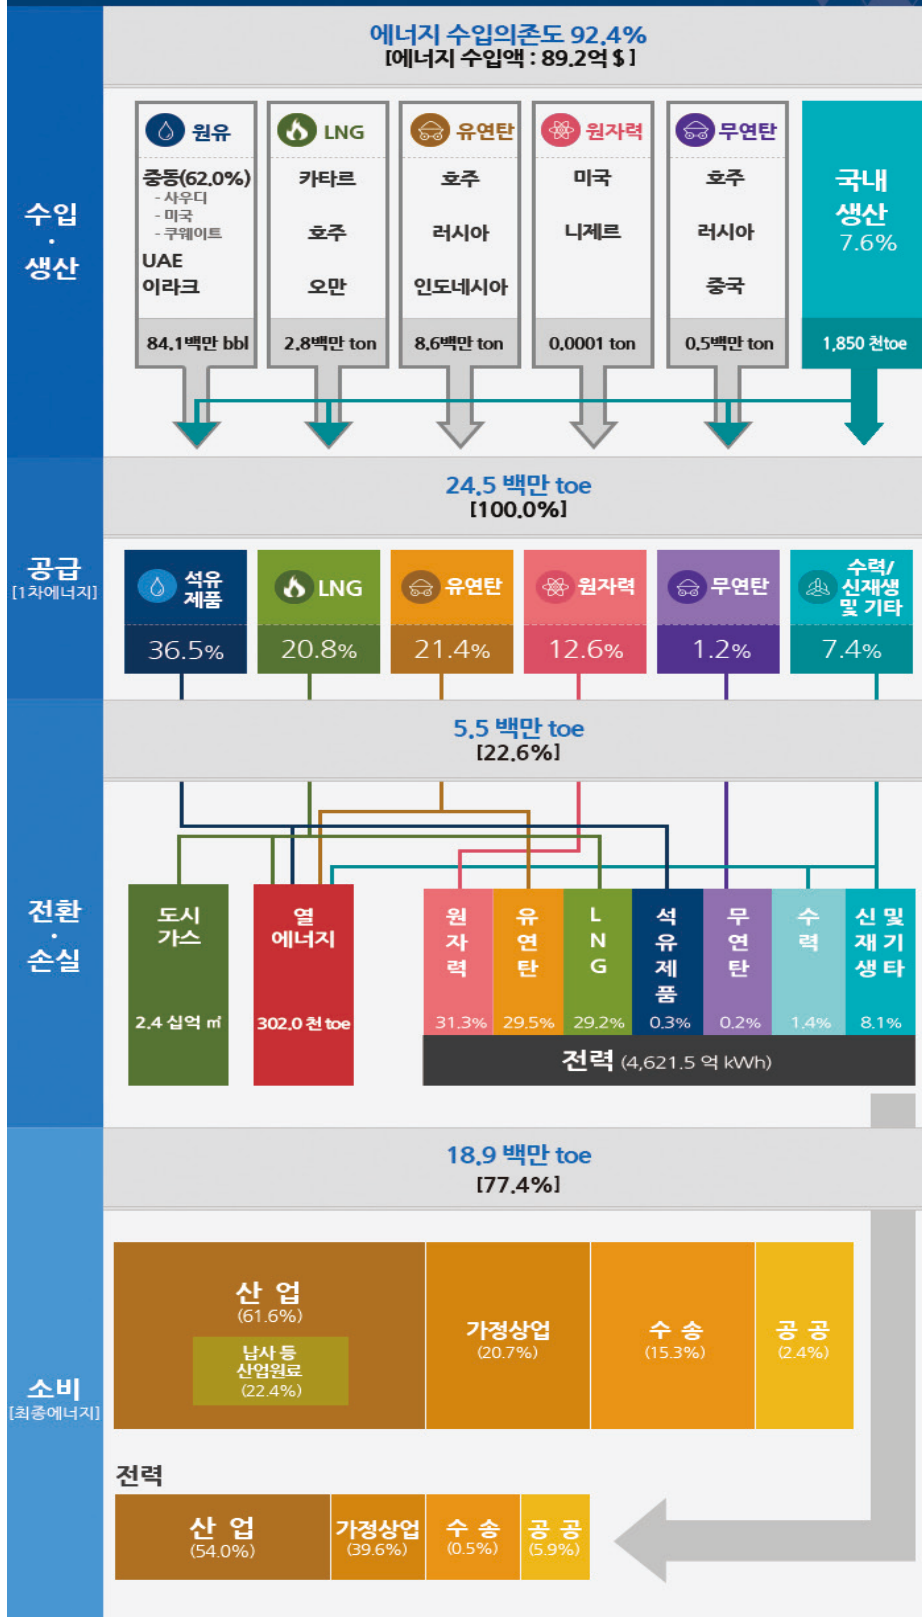 에너지 수입의존도 92.4%
[에너지 수입액 : 89.2억 $ ]
수입
·
생산
원유
중동(62.0%)
- 사우디
- 미국
- 쿠웨이트
UAE
이라크
84.1백만 bbl
LNG
카타르
호주
오만
2.8백만 ton
유연탄
호주
러시아
인도네시아
8.6백만 ton
원자력
미국
니제르
0.0001 ton
무연탄
호주
러시아
중국
0.5백만 ton
국내
생산
7.6%
1,850 천toe
24.5 백만 toe
[100.0%]
공급
[1차에너지]
석유
제품
36.5%
LNG
20.8%
유연탄
21.4%
원자력
12.6%
무연탄
1.2%
수력/
신재생
및 기타
7.4%
5.5 백만 toe
[22.6%]
전환
·
손실
도시
가스
2.4 십억 ㎥
열
에너지
302.0 천 toe
원자력
31.3%
유연탄
29.5%
LNG
29.2%
석유제품
0.3%
무연탄
0.2%
수력
1.4%
신재생 및 기타
8.1%
전력 (4,621.5 억 kWh)
18.9 백만 toe
[77.4%]
소비
[최종에너지]
산 업
(61.6%)
납사 등
산업원료
(22.4%)
가정상업
(20.7%)
수 송
(15.3%)
공 공
(2.4%)
전력
산 업
(54.0%)
가정상업
(39.6%)
수 송
(0.5%)
공 공
(5.9%)